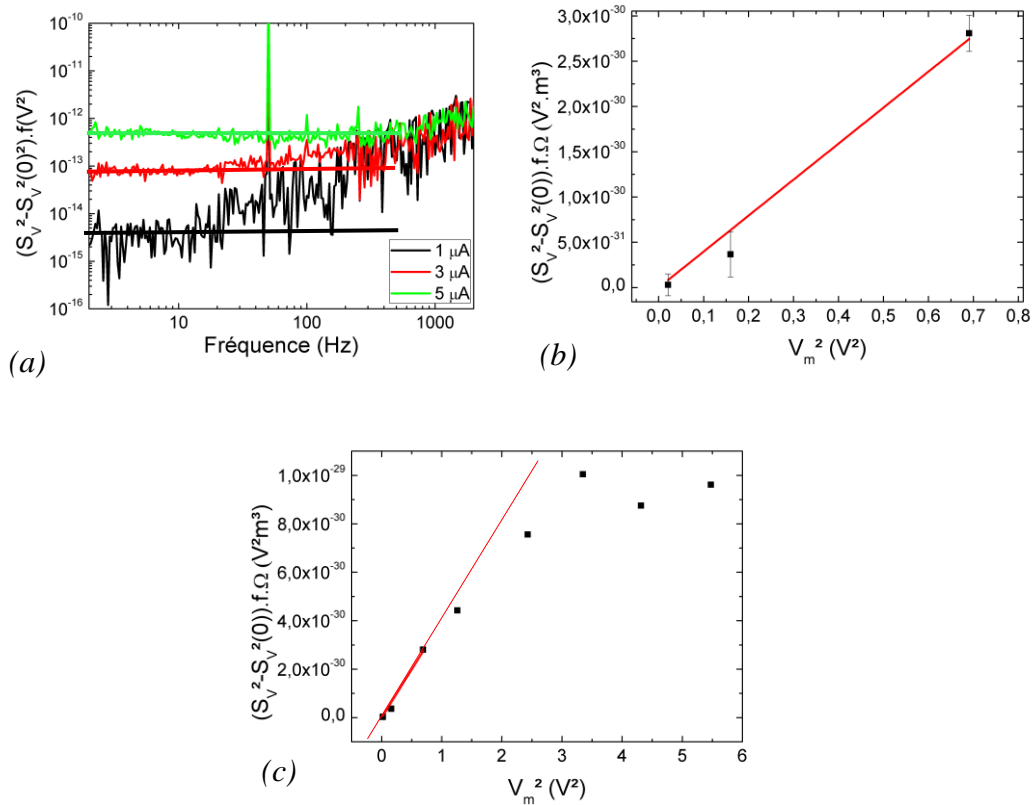 (S_V²-S_V²(0)²).f(V²)
10⁻¹⁰
10⁻¹¹
10⁻¹²
10⁻¹³
10⁻¹⁴
10⁻¹⁵
10⁻¹⁶
1 µA
3 µA
5 µA
10 100 1000
Fréquence (Hz)
(a)
(S_V²-S_V²(0)).f.Ω (V².m³)
3,0x10⁻³⁰
2,5x10⁻³⁰
2,0x10⁻³⁰
1,5x10⁻³⁰
1,0x10⁻³⁰
5,0x10⁻³¹
0,0
0,0 0,1 0,2 0,3 0,4 0,5 0,6 0,7 0,8
V_m² (V²)
(b)
(S_V²-S_V²(0)).f.Ω (V²m³)
1,0x10⁻²⁹
8,0x10⁻³⁰
6,0x10⁻³⁰
4,0x10⁻³⁰
2,0x10⁻³⁰
0,0
0 1 2 3 4 5 6
V_m² (V²)
(c)